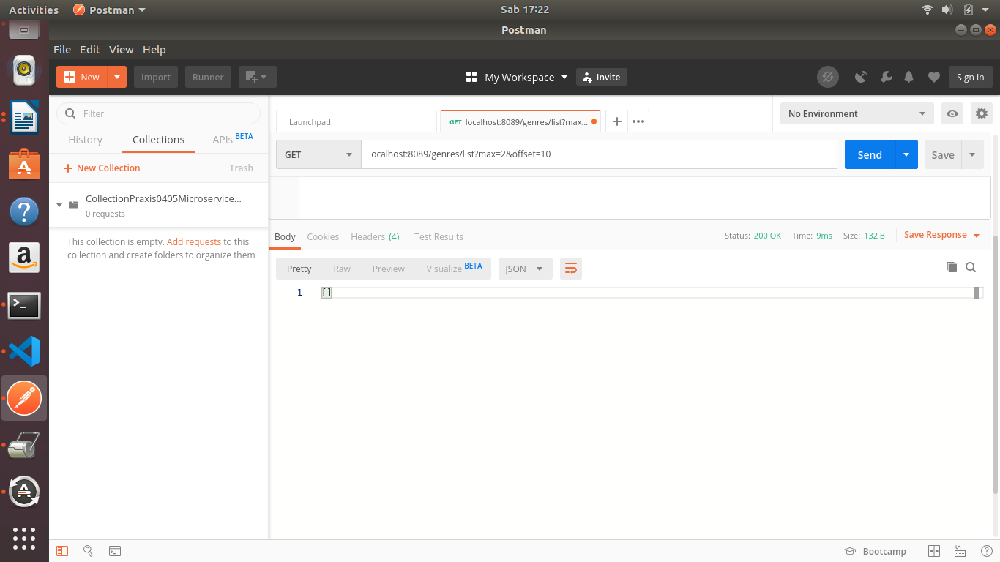 Activities Postman Sab 17:22
Postman
File Edit View Help
New Import Runner My Workspace Invite Sign In
Filter
History Collections APIs BETA
New Collection Trash
CollectionPraxis0405Microservice...
0 requests
This collection is empty. Add requests to this
collection and create folders to organize them
Launchpad GET localhost:8089/genres/list?max... No Environment
GET localhost:8089/genres/list?max=2&offset=10 Send Save
Body Cookies Headers (4) Test Results Status: 200 OK Time: 9ms Size: 132 B Save Response
Pretty Raw Preview Visualize BETA JSON
1 []
Bootcamp